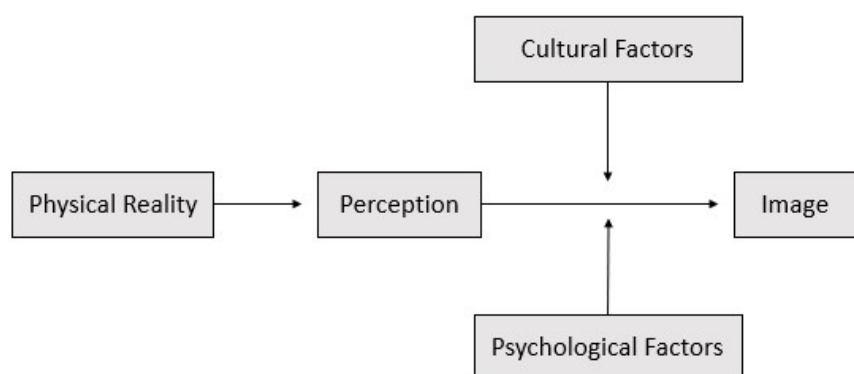 Cultural Factors
Physical Reality
Perception
Image
Psychological Factors